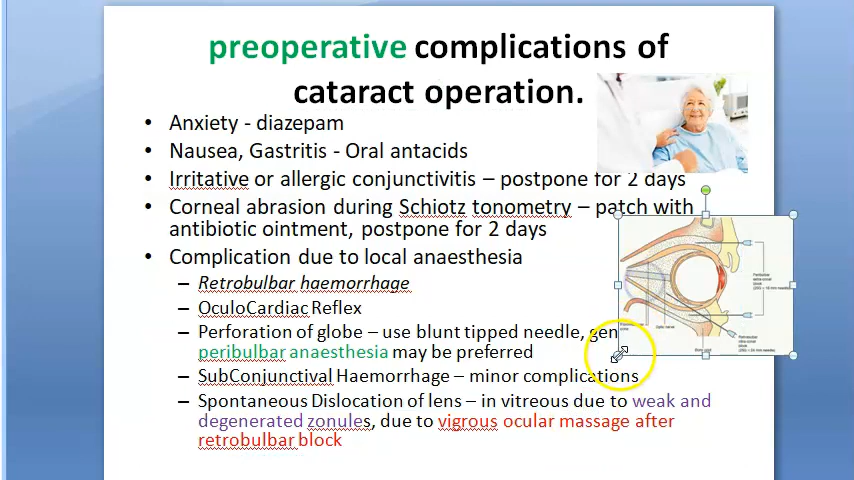 preoperative complications of
cataract operation.
• Anxiety - diazepam
• Nausea, Gastritis - Oral antacids
• Irritative or allergic conjunctivitis – postpone for 2 days
• Corneal abrasion during Schiotz tonometry – patch with
antibiotic ointment, postpone for 2 days
• Complication due to local anaesthesia
– Retrobulbar haemorrhage
– OculoCardiac Reflex
– Perforation of globe – use blunt tipped needle, gen
peribulbar anaesthesia may be preferred
– SubConjunctival Haemorrhage – minor complications
– Spontaneous Dislocation of lens – in vitreous due to weak and
degenerated zonules, due to vigrous ocular massage after
retrobulbar block
Optic nerve